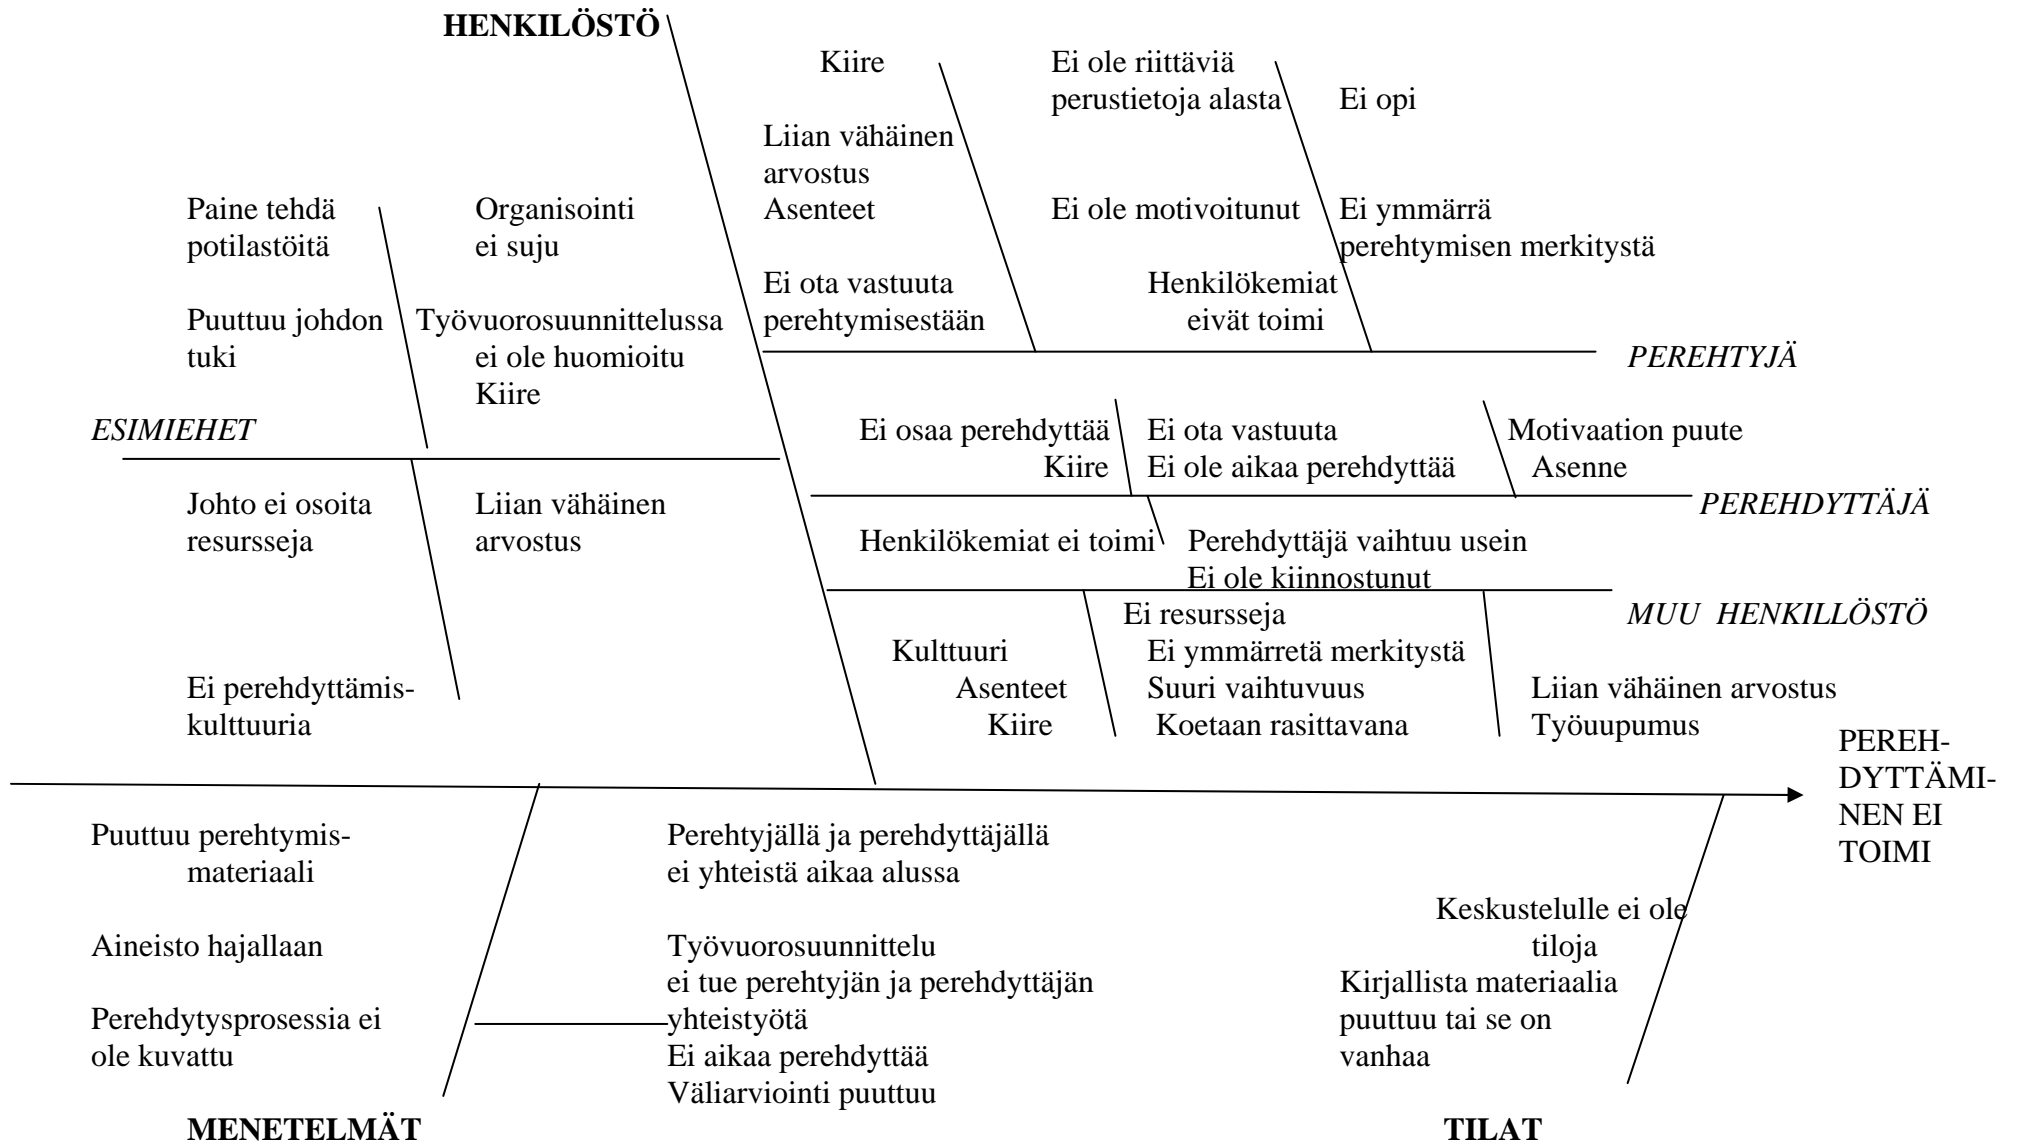 HENKILÖSTÖ
Kiire
Liian vähäinen
arvostus
Asenteet
Ei ota vastuuta
perehtymisestään
Ei ole riittäviä
perustietoja alasta
Ei ole motivoitunut
Henkilökemiat
eivät toimi
Ei opi
Ei ymmärrä
perehtymisen merkitystä
PEREHTYJÄ
Paine tehdä
potilastöitä
Puuttuu johdon
tuki
Organisointi
ei suju
Työvuorosuunnittelussa
ei ole huomioitu
Kiire
ESIMIEHET
Johto ei osoita
resursseja
Ei perehdyttämis-
kulttuuria
Liian vähäinen
arvostus
Ei osaa perehdyttää
Kiire
Ei ota vastuuta
Ei ole aikaa perehdyttää
Motivaation puute
Asenne
PEREHDYTTÄJÄ
Henkilökemiat ei toimi
Perehdyttäjä vaihtuu usein
Ei ole kiinnostunut
MUU HENKILLÖSTÖ
Kulttuuri
Asenteet
Kiire
Ei resursseja
Ei ymmärretä merkitystä
Suuri vaihtuvuus
Koetaan rasittavana
Liian vähäinen arvostus
Työuupumus
PEREH-
DYTTÄMI-
NEN EI
TOIMI
Puuttuu perehtymis-
materiaali
Aineisto hajallaan
Perehdytysprosessia ei
ole kuvattu
Perehtyjällä ja perehdyttäjällä
ei yhteistä aikaa alussa
Työvuorosuunnittelu
ei tue perehtyjän ja perehdyttäjän
yhteistyötä
Ei aikaa perehdyttää
Väliarviointi puuttuu
Keskustelulle ei ole
tiloja
Kirjallista materiaalia
puuttuu tai se on
vanhaa
MENETELMÄT
TILAT